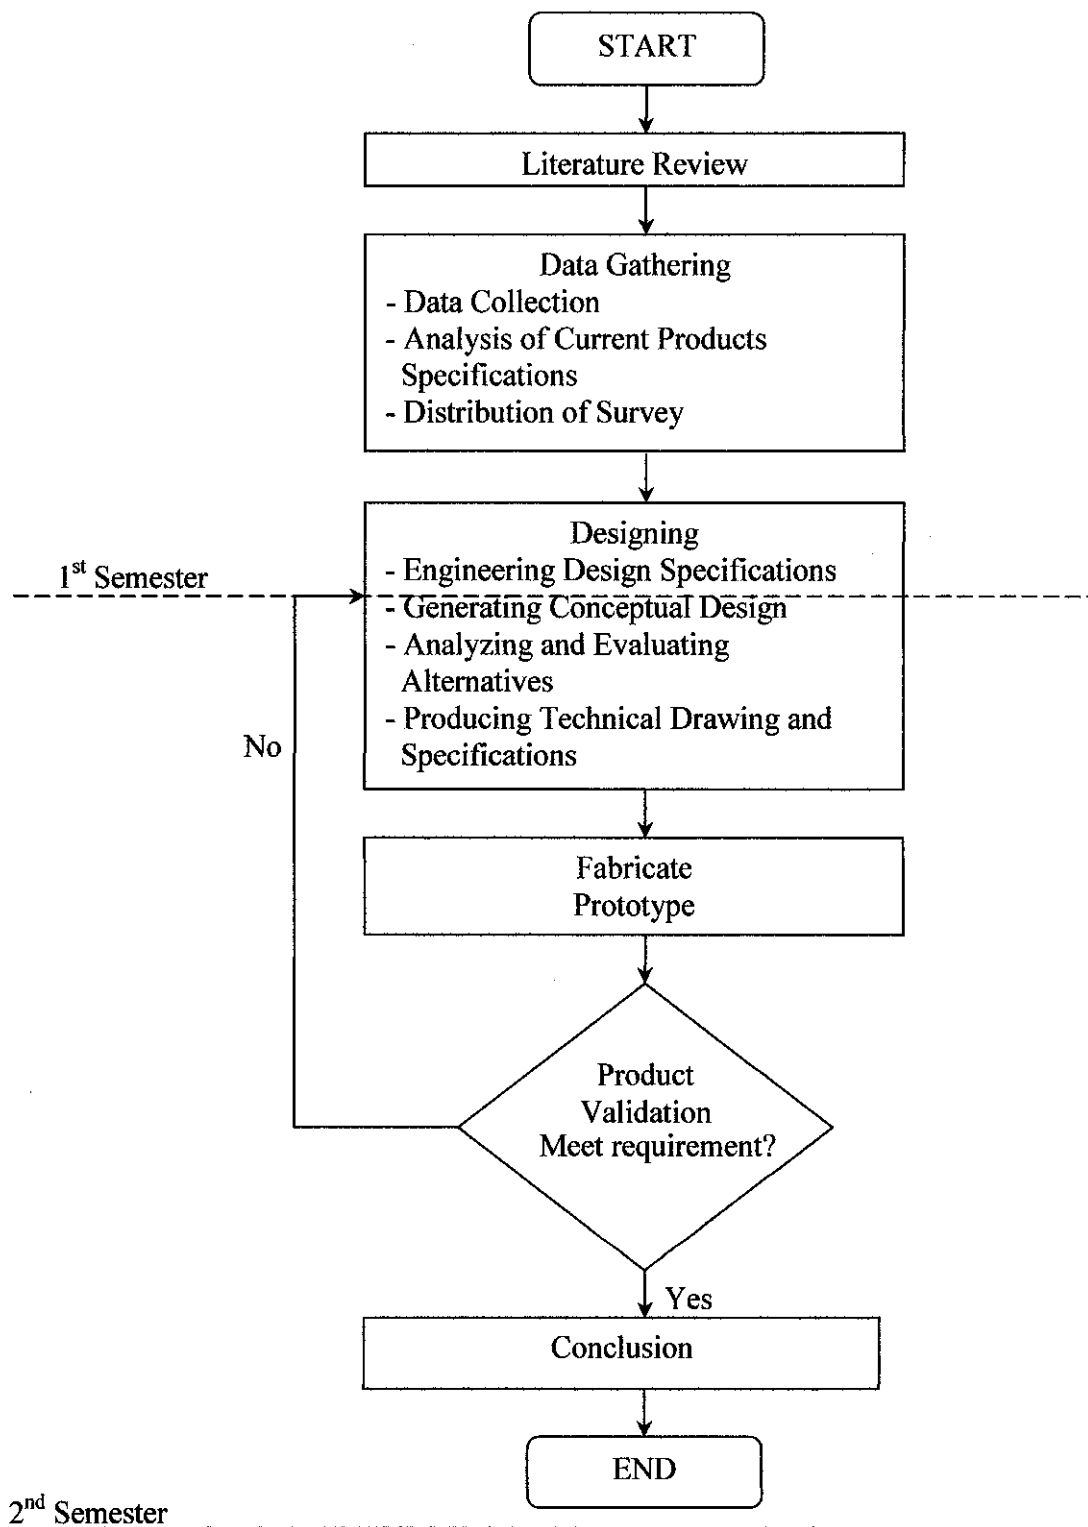 START
Literature Review
Data Gathering
- Data Collection
- Analysis of Current Products
Specifications
- Distribution of Survey
Designing
1st Semester
- Engineering Design Specifications
- Generating Conceptual Design
- Analyzing and Evaluating
Alternatives
- Producing Technical Drawing and
No
Specifications
Fabricate
Prototype
Product
Validation
Meet requirement?
Yes
Conclusion
END
2nd Semester